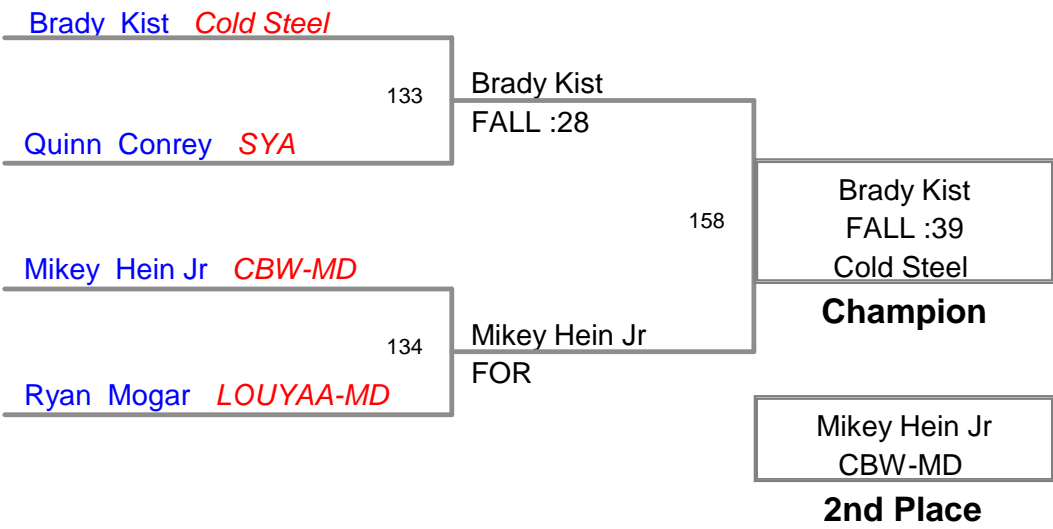 Brady Kist Cold Steel
133
Brady Kist
FALL :28
Quinn Conrey SYA
158
Brady Kist
FALL :39
Cold Steel
Champion
Mikey Hein Jr CBW-MD
134
Mikey Hein Jr
FOR
Ryan Mogar LOUYAA-MD
Mikey Hein Jr
CBW-MD
2nd Place